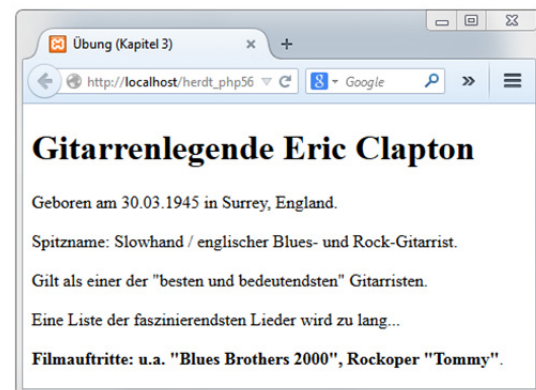 Übung (Kapitel 3)
http://localhost/herdt_php56
Google
Gitarrenlegende Eric Clapton
Geboren am 30.03.1945 in Surrey, England.
Spitzname: Slowhand / englischer Blues- und Rock-Gitarrist.
Gilt als einer der "besten und bedeutendsten" Gitarristen.
Eine Liste der faszinierendsten Lieder wird zu lang...
Filmauftritte: u.a. "Blues Brothers 2000", Rockoper "Tommy".